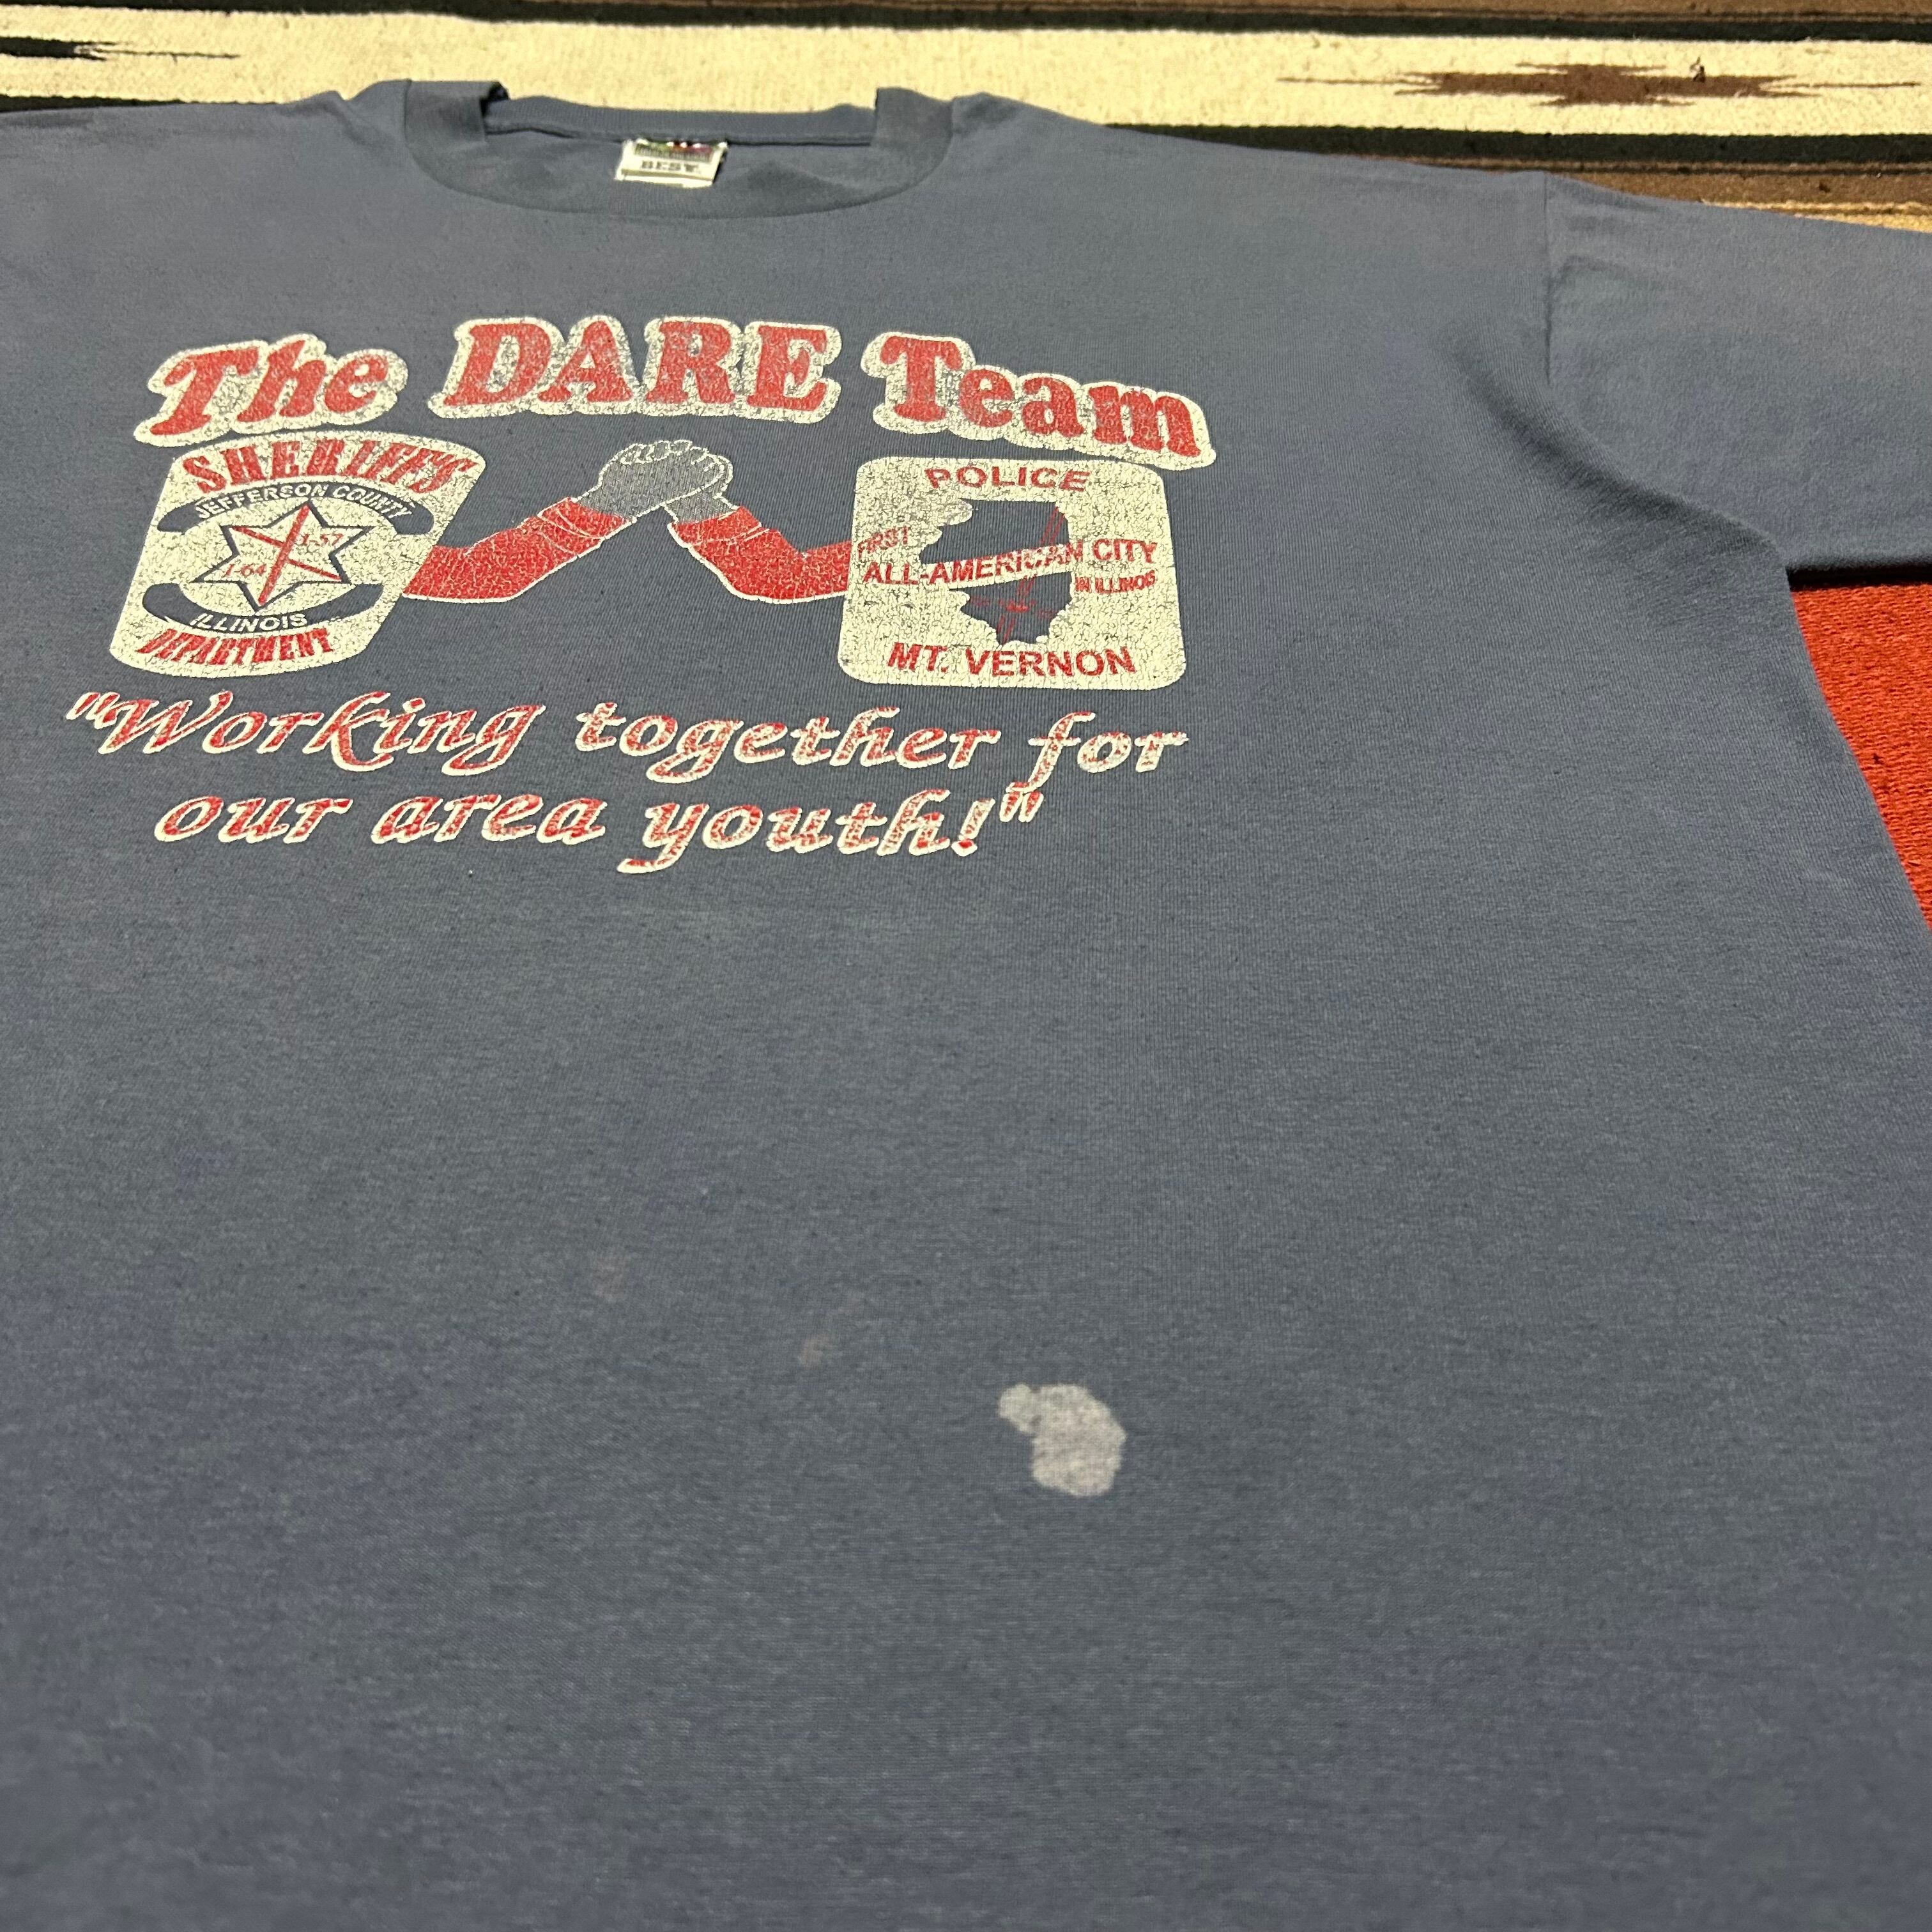 BEST
The DARE Team
SHERIFF'S
JEFFERSON COUNTY
I-57
I-64
ILLINOIS
DEPARTMENT
POLICE
FIRST
ALL-AMERICAN CITY
IN ILLINOIS
MT. VERNON
"Working together for
our area youth!"